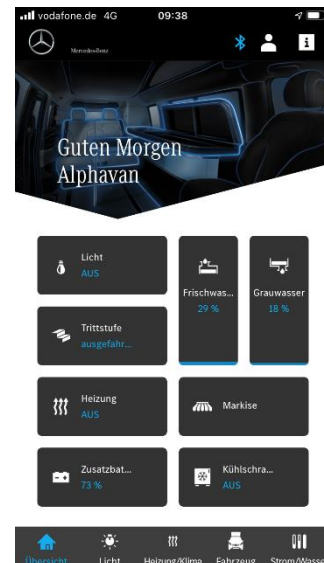 vodafone.de 4G 09:38
Mercedes-Benz
i
Guten Morgen
Alphavan
Licht
AUS
Frischwas...
29 %
Grauwasser
18 %
Trittstufe
ausgefahr...
Heizung
AUS
Markise
Zusatzbat...
73 %
Kühlschra...
AUS
Übersicht Licht Heizung/Klima Fahrzeug Strom/Wasse